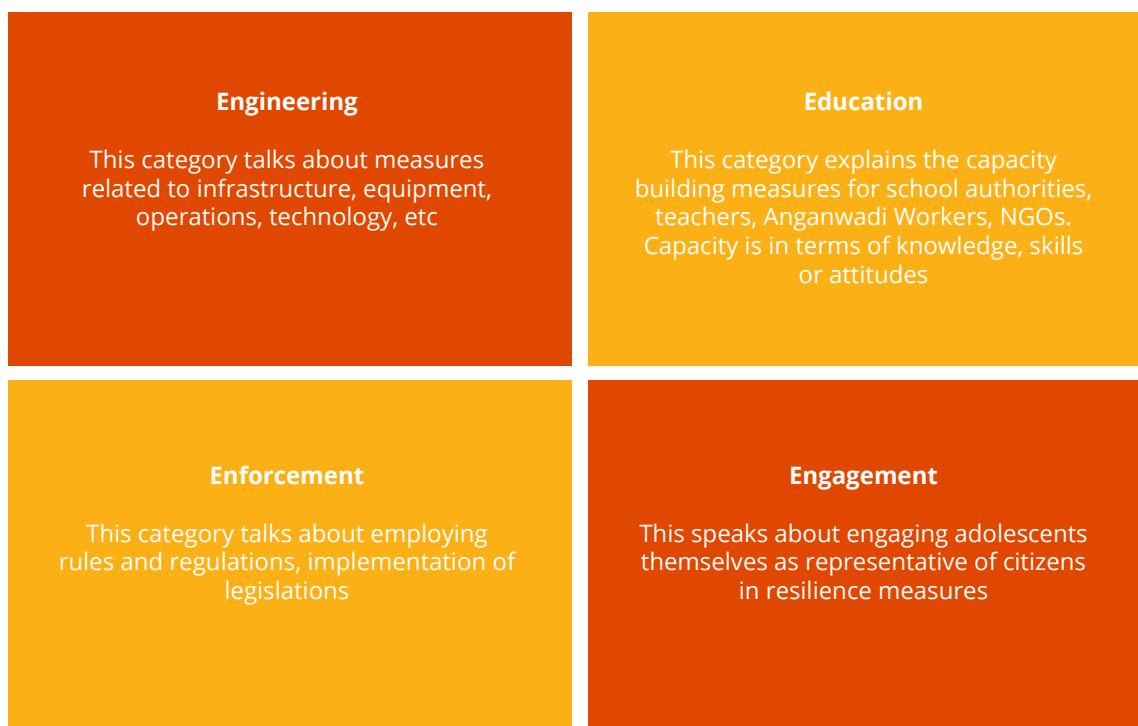 Engineering
This category talks about measures
related to infrastructure, equipment,
operations, technology, etc
Education
This category explains the capacity
building measures for school authorities,
teachers, Anganwadi Workers, NGOs.
Capacity is in terms of knowledge, skills
or attitudes
Enforcement
This category talks about employing
rules and regulations, implementation of
legislations
Engagement
This speaks about engaging adolescents
themselves as representative of citizens
in resilience measures